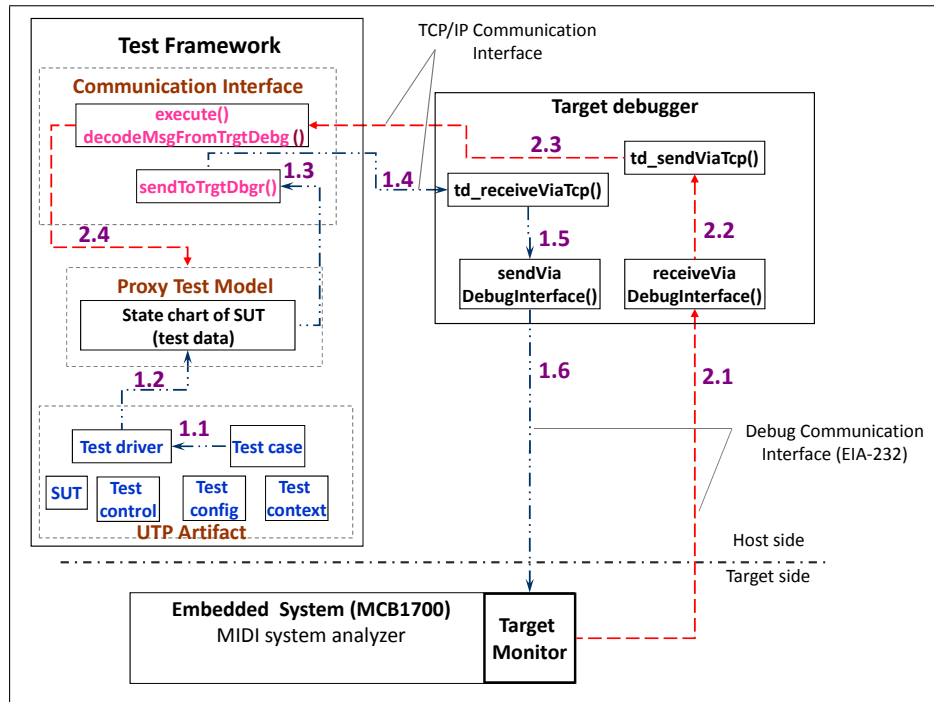 Test Framework
Communication Interface
execute()
decodeMsgFromTrgtDebg ()
sendToTrgtDbgr()
1.3
2.4
Proxy Test Model
State chart of SUT
(test data)
1.2
1.1
Test driver
Test case
SUT
Test
control
Test
config
Test
context
UTP Artifact
TCP/IP Communication
Interface
1.4
Target debugger
2.3
td_sendViaTcp()
td_receiveViaTcp()
1.5
2.2
sendVia
DebugInterface()
receiveVia
DebugInterface()
1.6
2.1
Debug Communication
Interface (EIA-232)
Host side
Target side
Embedded System (MCB1700)
MIDI system analyzer
Target
Monitor